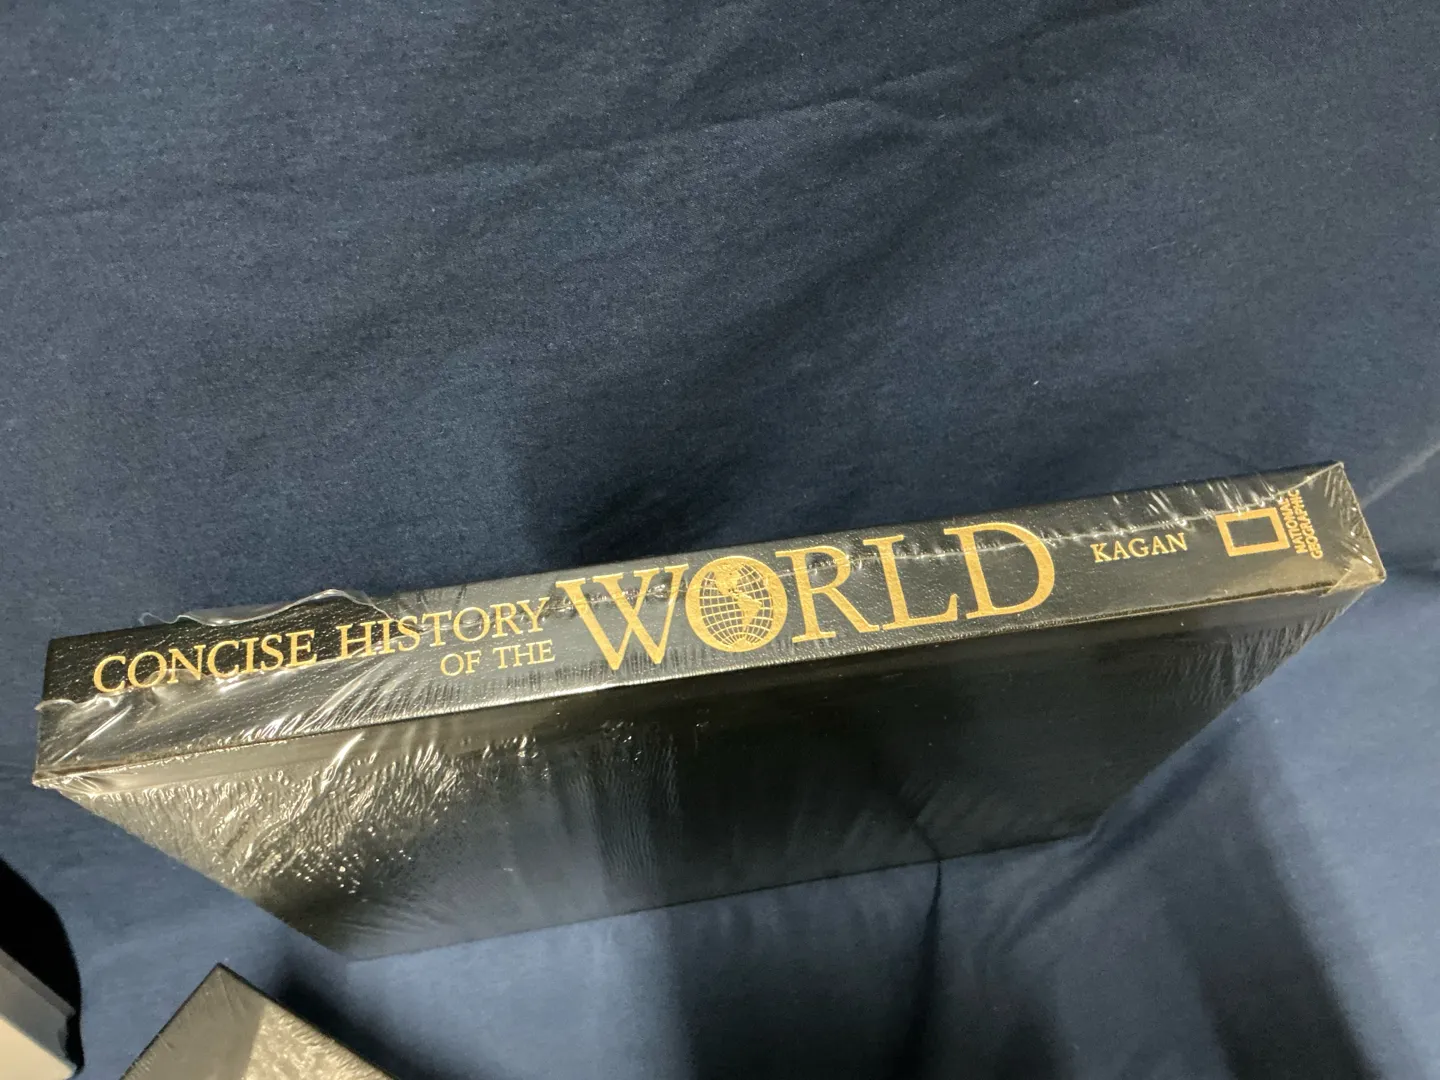 CONCISE HISTORY
OF THE
WORLD
KAGAN
NATIONAL
GEOGRAPHIC